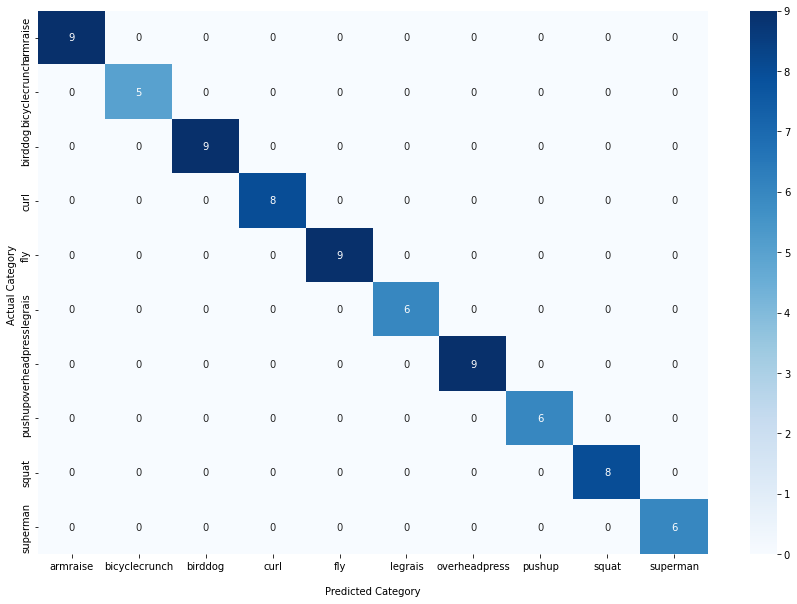 armraise 9 0 0 0 0 0 0 0 0 0
bicyclecrunch 0 5 0 0 0 0 0 0 0 0
birddog 0 0 9 0 0 0 0 0 0 0
curl 0 0 0 8 0 0 0 0 0 0
fly 0 0 0 0 9 0 0 0 0 0
legrais 0 0 0 0 0 6 0 0 0 0
overheadpress 0 0 0 0 0 0 9 0 0 0
pushup 0 0 0 0 0 0 0 6 0 0
squat 0 0 0 0 0 0 0 0 8 0
superman 0 0 0 0 0 0 0 0 0 6
armraise bicyclecrunch birddog curl fly legrais overheadpress pushup squat superman
Predicted Category
Actual Category
9
8
7
6
5
4
3
2
1
0